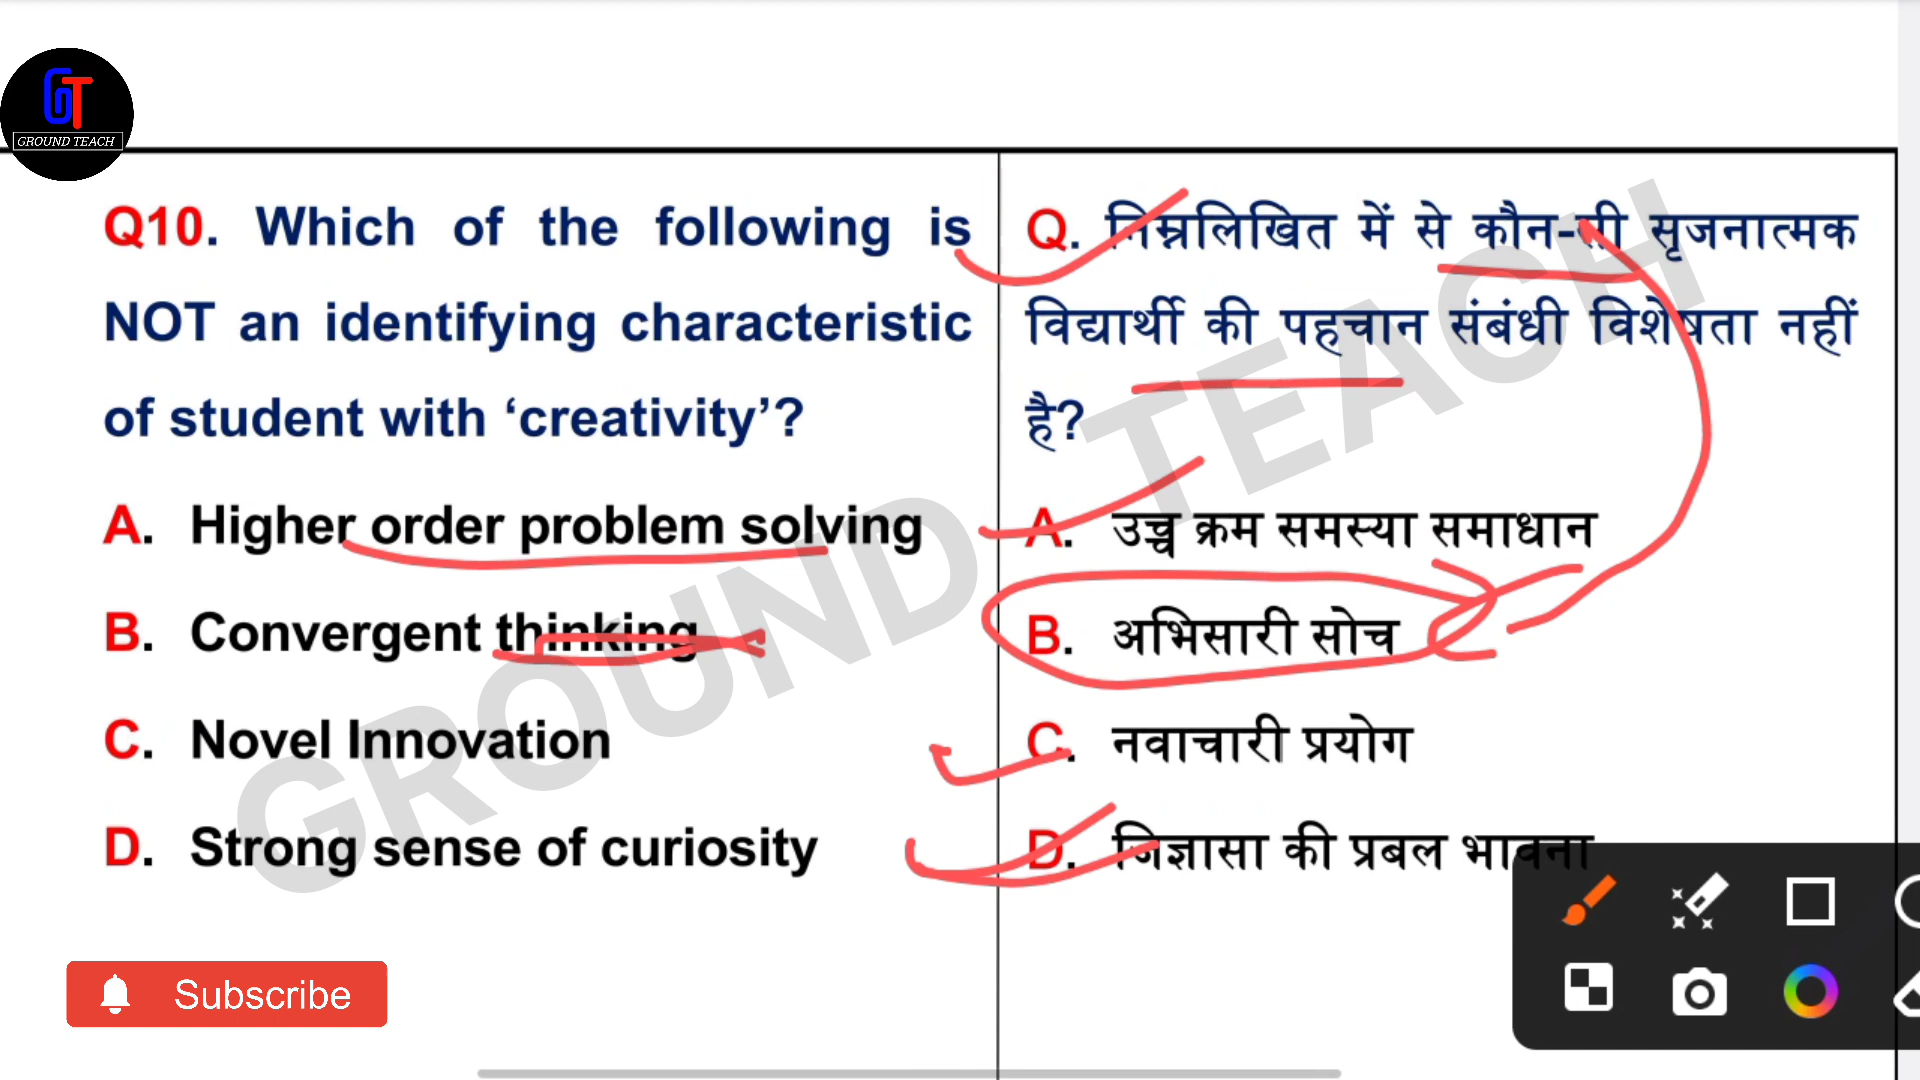 GT
GROUND TEACH
Q10. Which of the following is
NOT an identifying characteristic
of student with ‘creativity’?
A. Higher order problem solving
B. Convergent thinking
C. Novel Innovation
D. Strong sense of curiosity
Q. निम्नलिखित में से कौन-सी सृजनात्मक
विद्यार्थी की पहचान संबंधी विशेषता नहीं
है?
A. उच्च क्रम समस्या समाधान
B. अभिसारी सोच
C. नवाचारी प्रयोग
D. जिज्ञासा की प्रबल भावना
GROUND TEACH
Subscribe